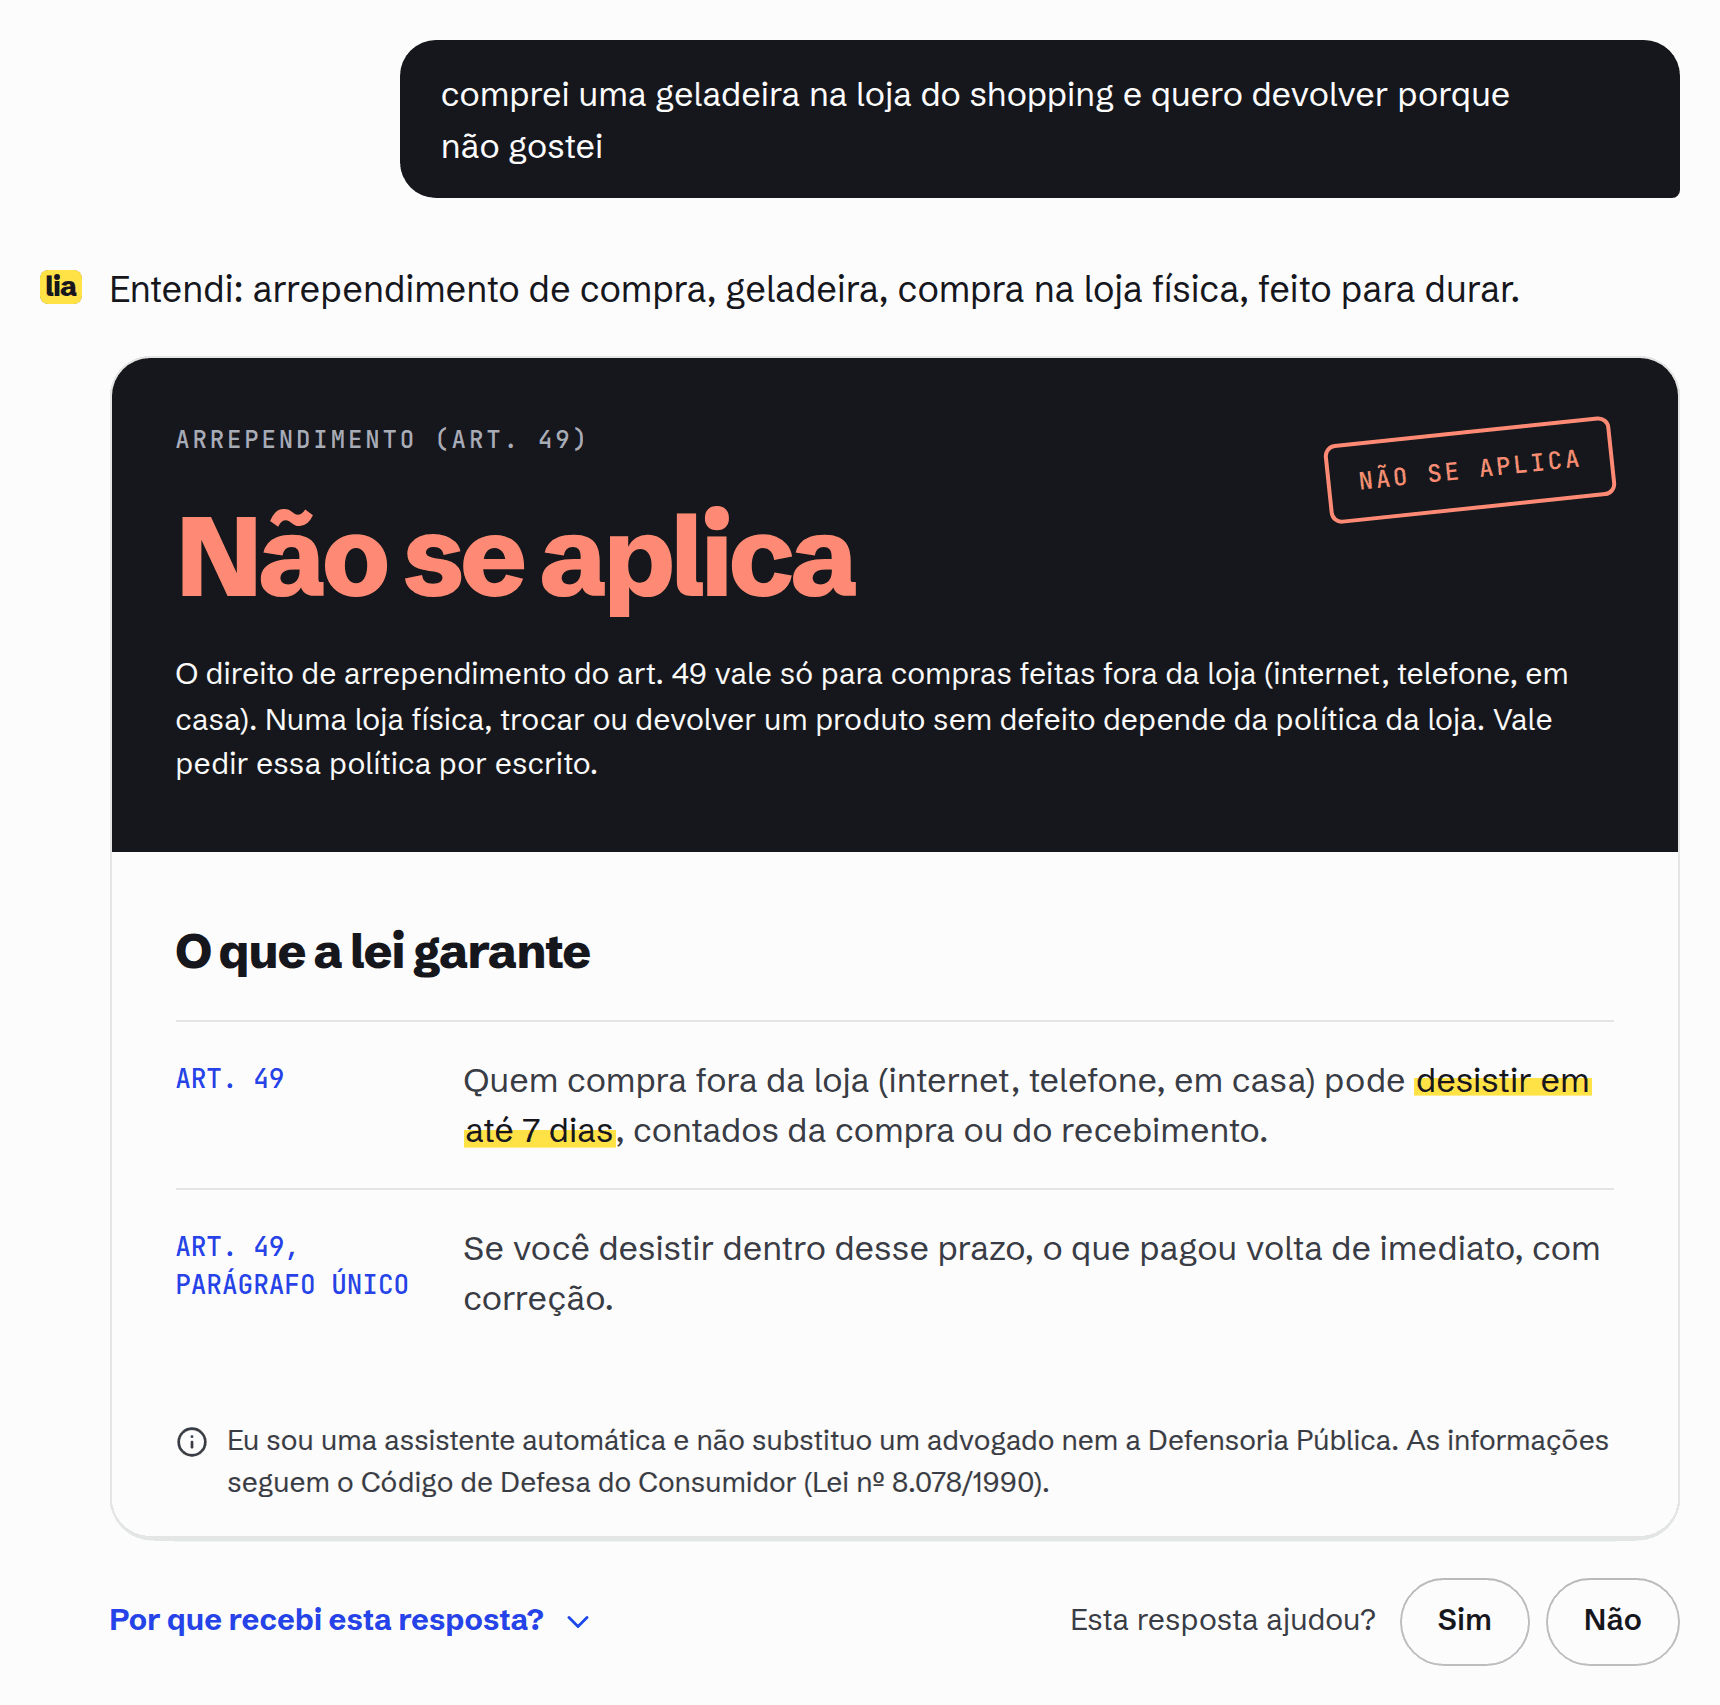 comprei uma geladeira na loja do shopping e quero devolver porque
não gostei
lia
Entendi: arrependimento de compra, geladeira, compra na loja física, feito para durar.
ARREPENDIMENTO (ART. 49)
NÃO SE APLICA
Não se aplica
O direito de arrependimento do art. 49 vale só para compras feitas fora da loja (internet, telefone, em
casa). Numa loja física, trocar ou devolver um produto sem defeito depende da política da loja. Vale
pedir essa política por escrito.
O que a lei garante
ART. 49
Quem compra fora da loja (internet, telefone, em casa) pode desistir em
até 7 dias, contados da compra ou do recebimento.
ART. 49,
PARÁGRAFO ÚNICO
Se você desistir dentro desse prazo, o que pagou volta de imediato, com
correção.
Eu sou uma assistente automática e não substituo um advogado nem a Defensoria Pública. As informações
seguem o Código de Defesa do Consumidor (Lei nº 8.078/1990).
Por que recebi esta resposta?
Esta resposta ajudou?
Sim
Não